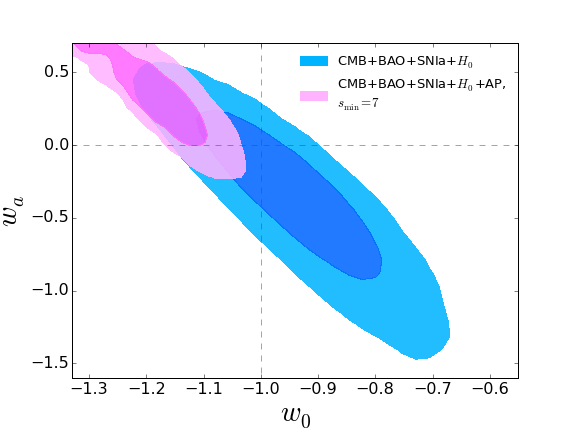 CMB+BAO+SNIa+H₀
CMB+BAO+SNIa+H₀+AP,
s_min=7
0.5
0.0
−0.5
−1.0
−1.5
wₐ
−1.3 −1.2 −1.1 −1.0 −0.9 −0.8 −0.7 −0.6
w₀